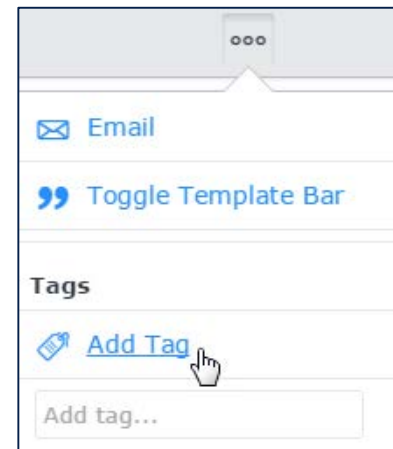 Email
Toggle Template Bar
Tags
Add Tag
Add tag...